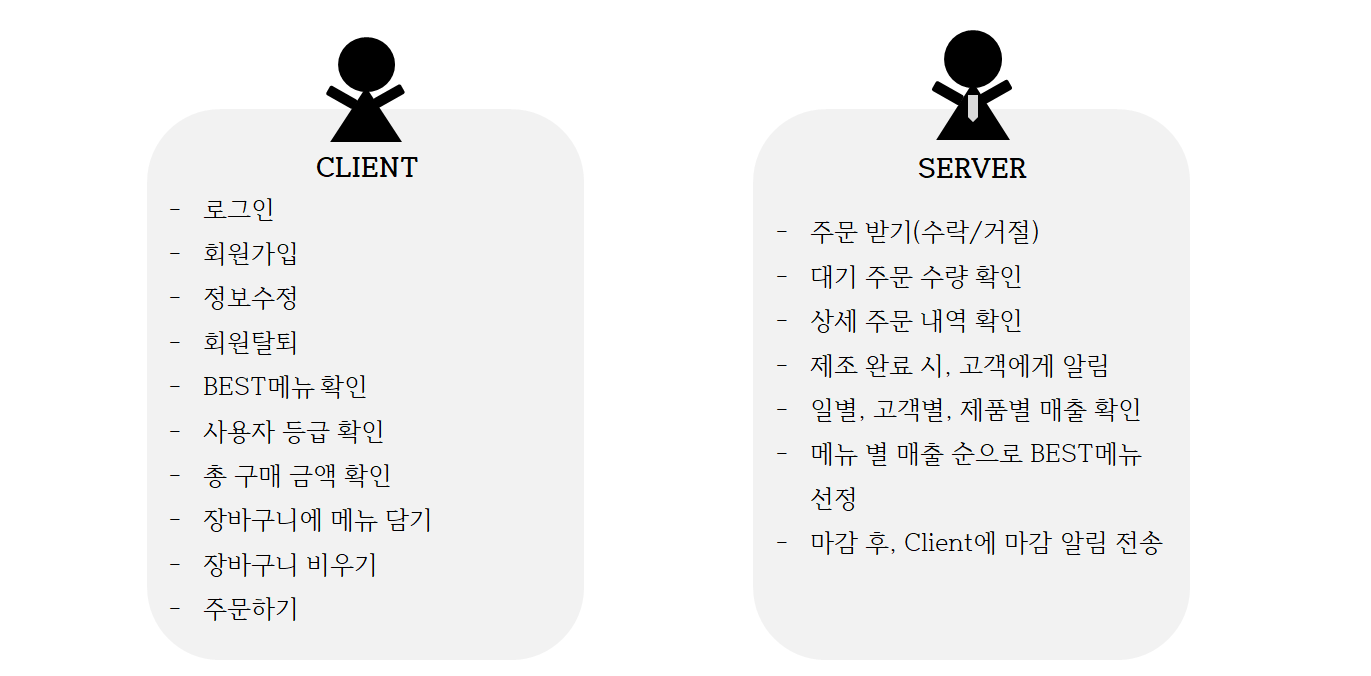 CLIENT
- 로그인
- 회원가입
- 정보수정
- 회원탈퇴
- BEST메뉴 확인
- 사용자 등급 확인
- 총 구매 금액 확인
- 장바구니에 메뉴 담기
- 장바구니 비우기
- 주문하기
SERVER
- 주문 받기(수락/거절)
- 대기 주문 수량 확인
- 상세 주문 내역 확인
- 제조 완료 시, 고객에게 알림
- 일별, 고객별, 제품별 매출 확인
- 메뉴 별 매출 순으로 BEST메뉴
선정
- 마감 후, Client에 마감 알림 전송